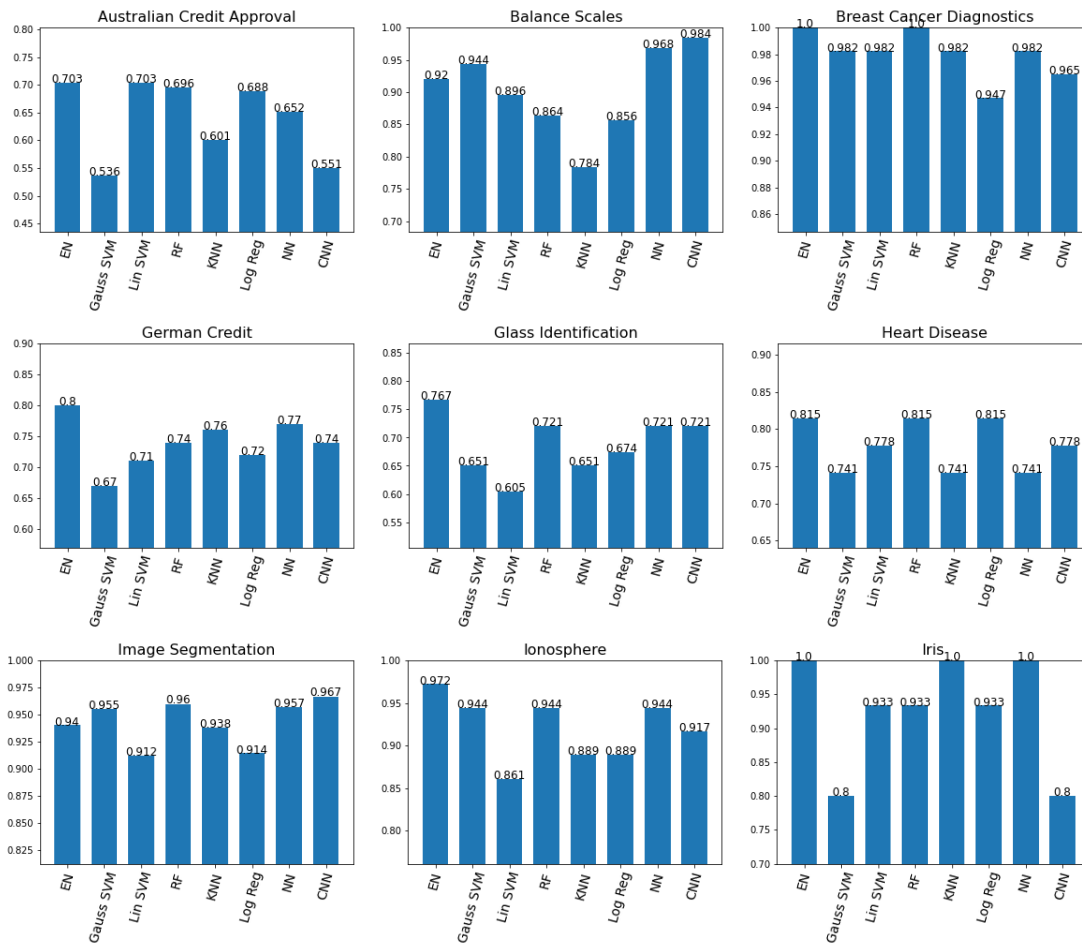 Australian Credit Approval
0.80
0.75
0.70
0.65
0.60
0.55
0.50
0.45
0.703
0.536
0.703
0.696
0.601
0.688
0.652
0.551
EN
Gauss SVM
Lin SVM
RF
KNN
Log Reg
NN
CNN
Balance Scales
1.00
0.95
0.90
0.85
0.80
0.75
0.70
0.92
0.944
0.896
0.864
0.784
0.856
0.968
0.984
EN
Gauss SVM
Lin SVM
RF
KNN
Log Reg
NN
CNN
Breast Cancer Diagnostics
1.00
0.98
0.96
0.94
0.92
0.90
0.88
0.86
1.0
0.982
0.982
1.0
0.982
0.947
0.982
0.965
EN
Gauss SVM
Lin SVM
RF
KNN
Log Reg
NN
CNN
German Credit
0.90
0.85
0.80
0.75
0.70
0.65
0.60
0.8
0.67
0.71
0.74
0.76
0.72
0.77
0.74
EN
Gauss SVM
Lin SVM
RF
KNN
Log Reg
NN
CNN
Glass Identification
0.85
0.80
0.75
0.70
0.65
0.60
0.55
0.767
0.651
0.605
0.721
0.651
0.674
0.721
0.721
EN
Gauss SVM
Lin SVM
RF
KNN
Log Reg
NN
CNN
Heart Disease
0.90
0.85
0.80
0.75
0.70
0.65
0.815
0.741
0.778
0.815
0.741
0.815
0.741
0.778
EN
Gauss SVM
Lin SVM
RF
KNN
Log Reg
NN
CNN
Image Segmentation
1.000
0.975
0.950
0.925
0.900
0.875
0.850
0.825
0.94
0.955
0.912
0.96
0.938
0.914
0.957
0.967
EN
Gauss SVM
Lin SVM
RF
KNN
Log Reg
NN
CNN
Ionosphere
1.00
0.95
0.90
0.85
0.80
0.972
0.944
0.861
0.944
0.889
0.889
0.944
0.917
EN
Gauss SVM
Lin SVM
RF
KNN
Log Reg
NN
CNN
Iris
1.00
0.95
0.90
0.85
0.80
0.75
0.70
1.0
0.8
0.933
0.933
1.0
0.933
1.0
0.8
EN
Gauss SVM
Lin SVM
RF
KNN
Log Reg
NN
CNN